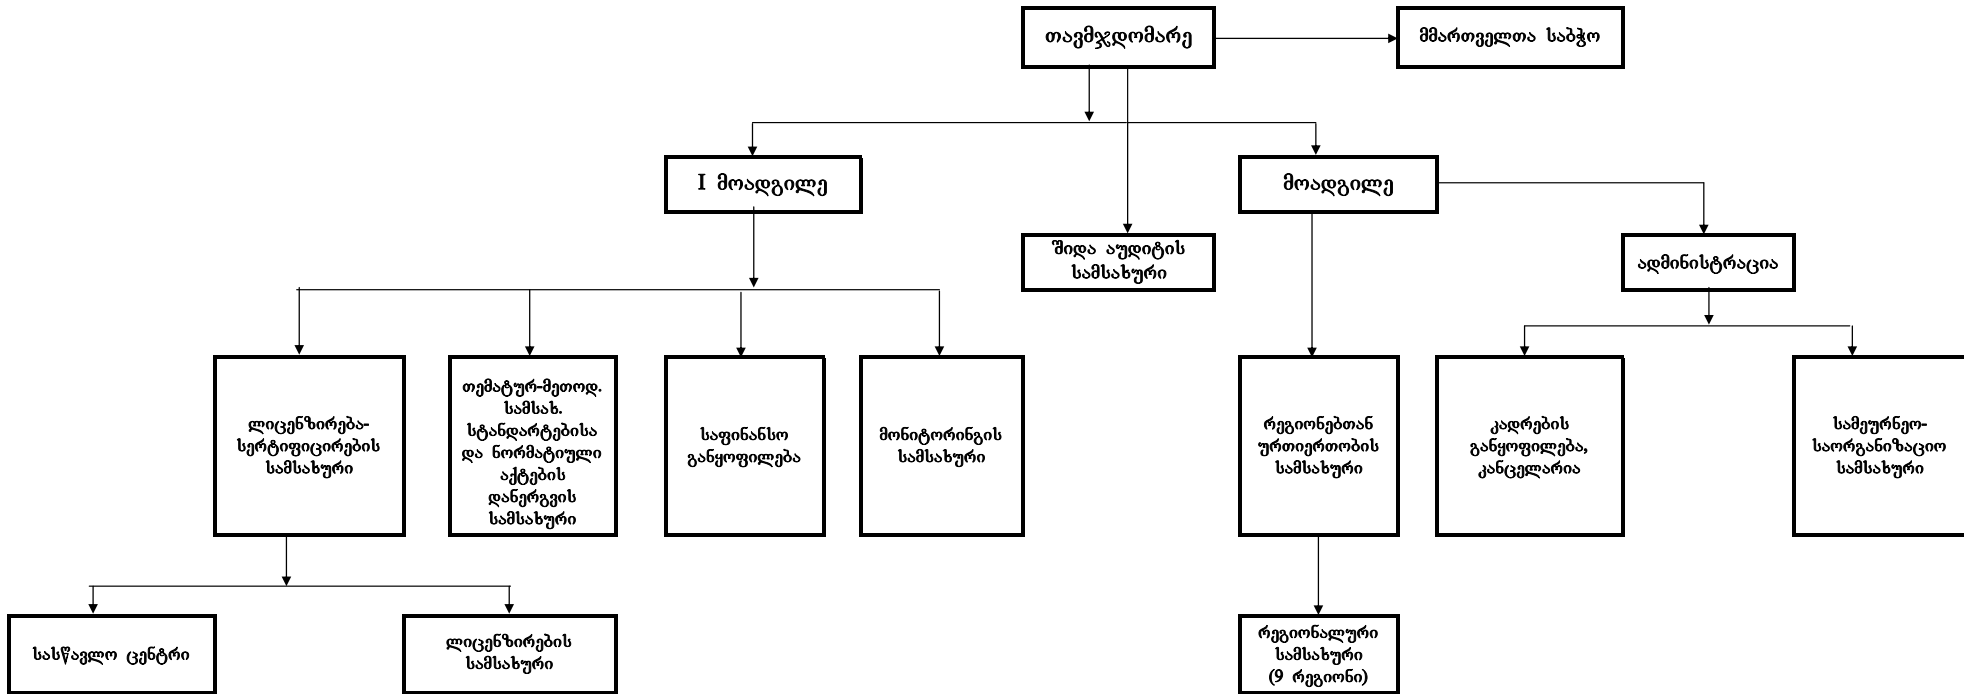 თავმჯდომარე
მმართველთა საბჭო
I მოადგილე
მოადგილე
შიდა აუდიტის
სამსახური
ადმინისტრაცია
ლიცენზირება-
სერტიფიცირების
სამსახური
თემატურ-მეთოდ.
სამსახ.
სტანდარტებისა
და ნორმატიული
აქტების
დანერგვის
სამსახური
საფინანსო
განყოფილება
მონიტორინგის
სამსახური
რეგიონებთან
ურთიერთობის
სამსახური
კადრების
განყოფილება,
კანცელარია
სამეურნეო-
საორგანიზაციო
სამსახური
სასწავლო ცენტრი
ლიცენზირების
სამსახური
რეგიონალური
სამსახური
(9 რეგიონი)